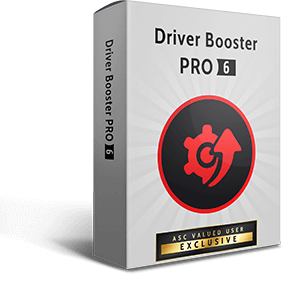 Driver Booster
PRO 6
Driver Booster PRO 6
ASC VALUED USER
EXCLUSIVE